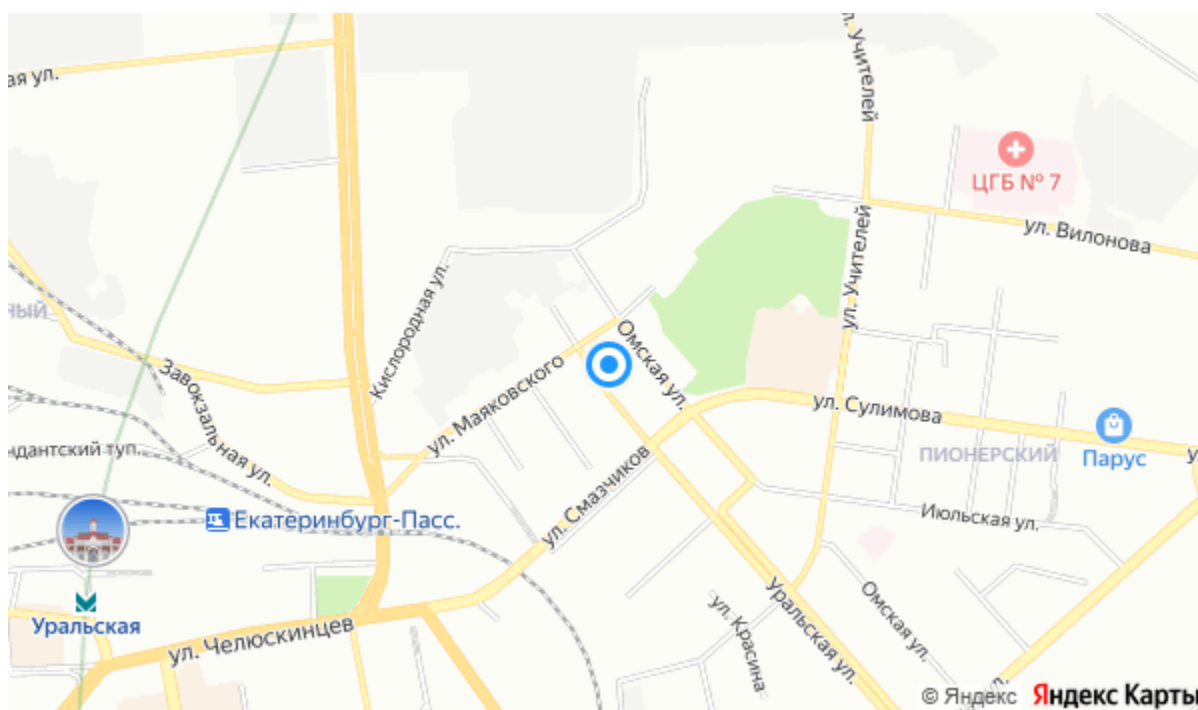 ая ул.
л. Учителей
ЦГБ № 7
ул. Вилонова
ул. Учителей
Кислородная ул.
ный
Омская ул.
Завокзальная ул.
ул. Маяковского
ул. Сулимова
ндантский туп.
ПИОНЕРСКИЙ
Парус
у
ул. Смазчиков
Екатеринбург-Пасс.
Июльская ул.
Уральская
ул. Челюскинцев
ул. Красина
Уральская ул.
Омская ул.
© Яндекс Яндекс Карты